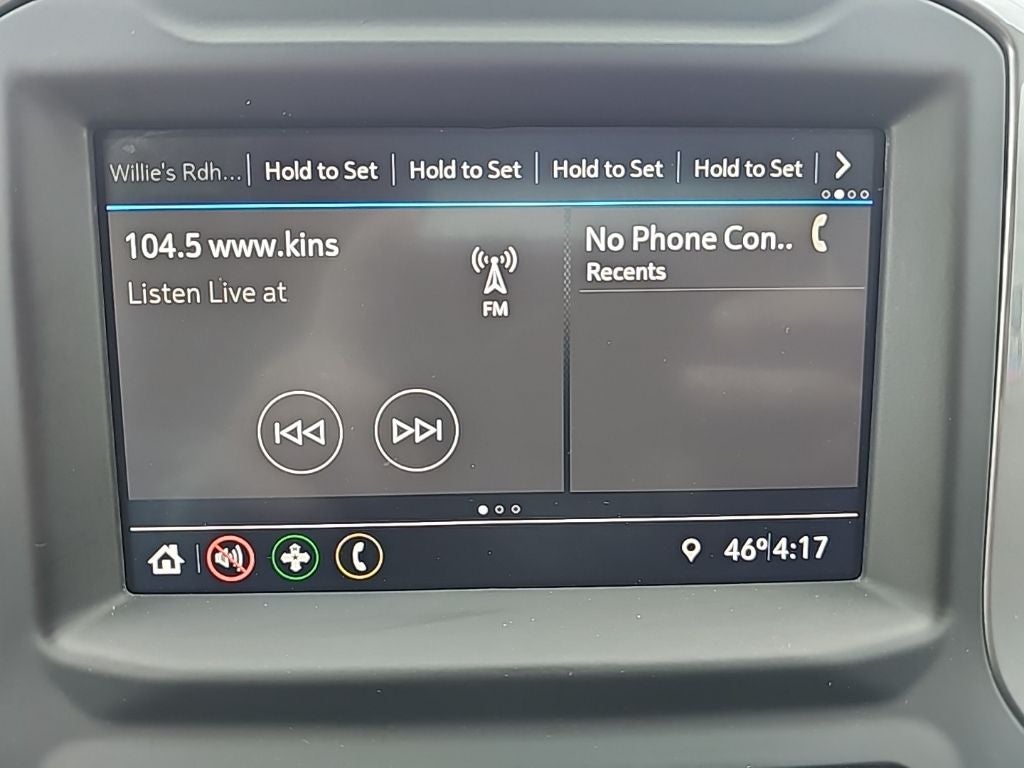 Willie's Rdh... Hold to Set Hold to Set Hold to Set Hold to Set
104.5 www.kins
Listen Live at
FM
No Phone Con..
Recents
46° 4:17